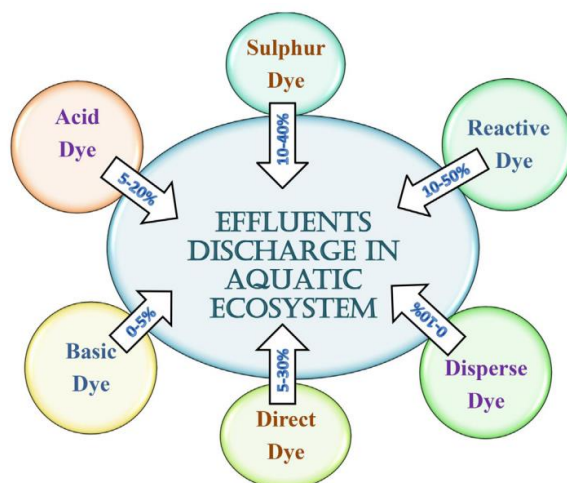 Sulphur
Dye
10-40%
Acid
Dye
5-20%
Reactive
Dye
10-50%
EFFLUENTS
DISCHARGE IN
AQUATIC
ECOSYSTEM
Basic
Dye
0-5%
Direct
Dye
5-30%
Disperse
Dye
0-10%